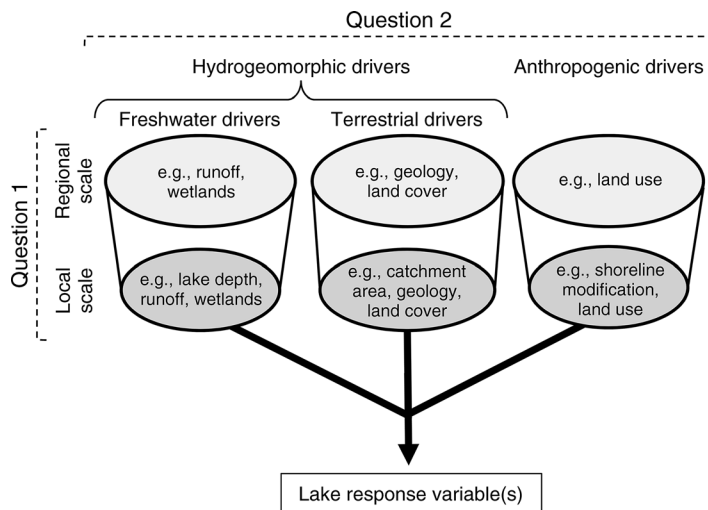 Question 2
Hydrogeomorphic drivers
Anthropogenic drivers
Freshwater drivers
Terrestrial drivers
Question 1
Regional
scale
e.g., runoff,
wetlands
e.g., geology,
land cover
e.g., land use
Local
scale
e.g., lake depth,
runoff, wetlands
e.g., catchment
area, geology,
land cover
e.g., shoreline
modification,
land use
Lake response variable(s)